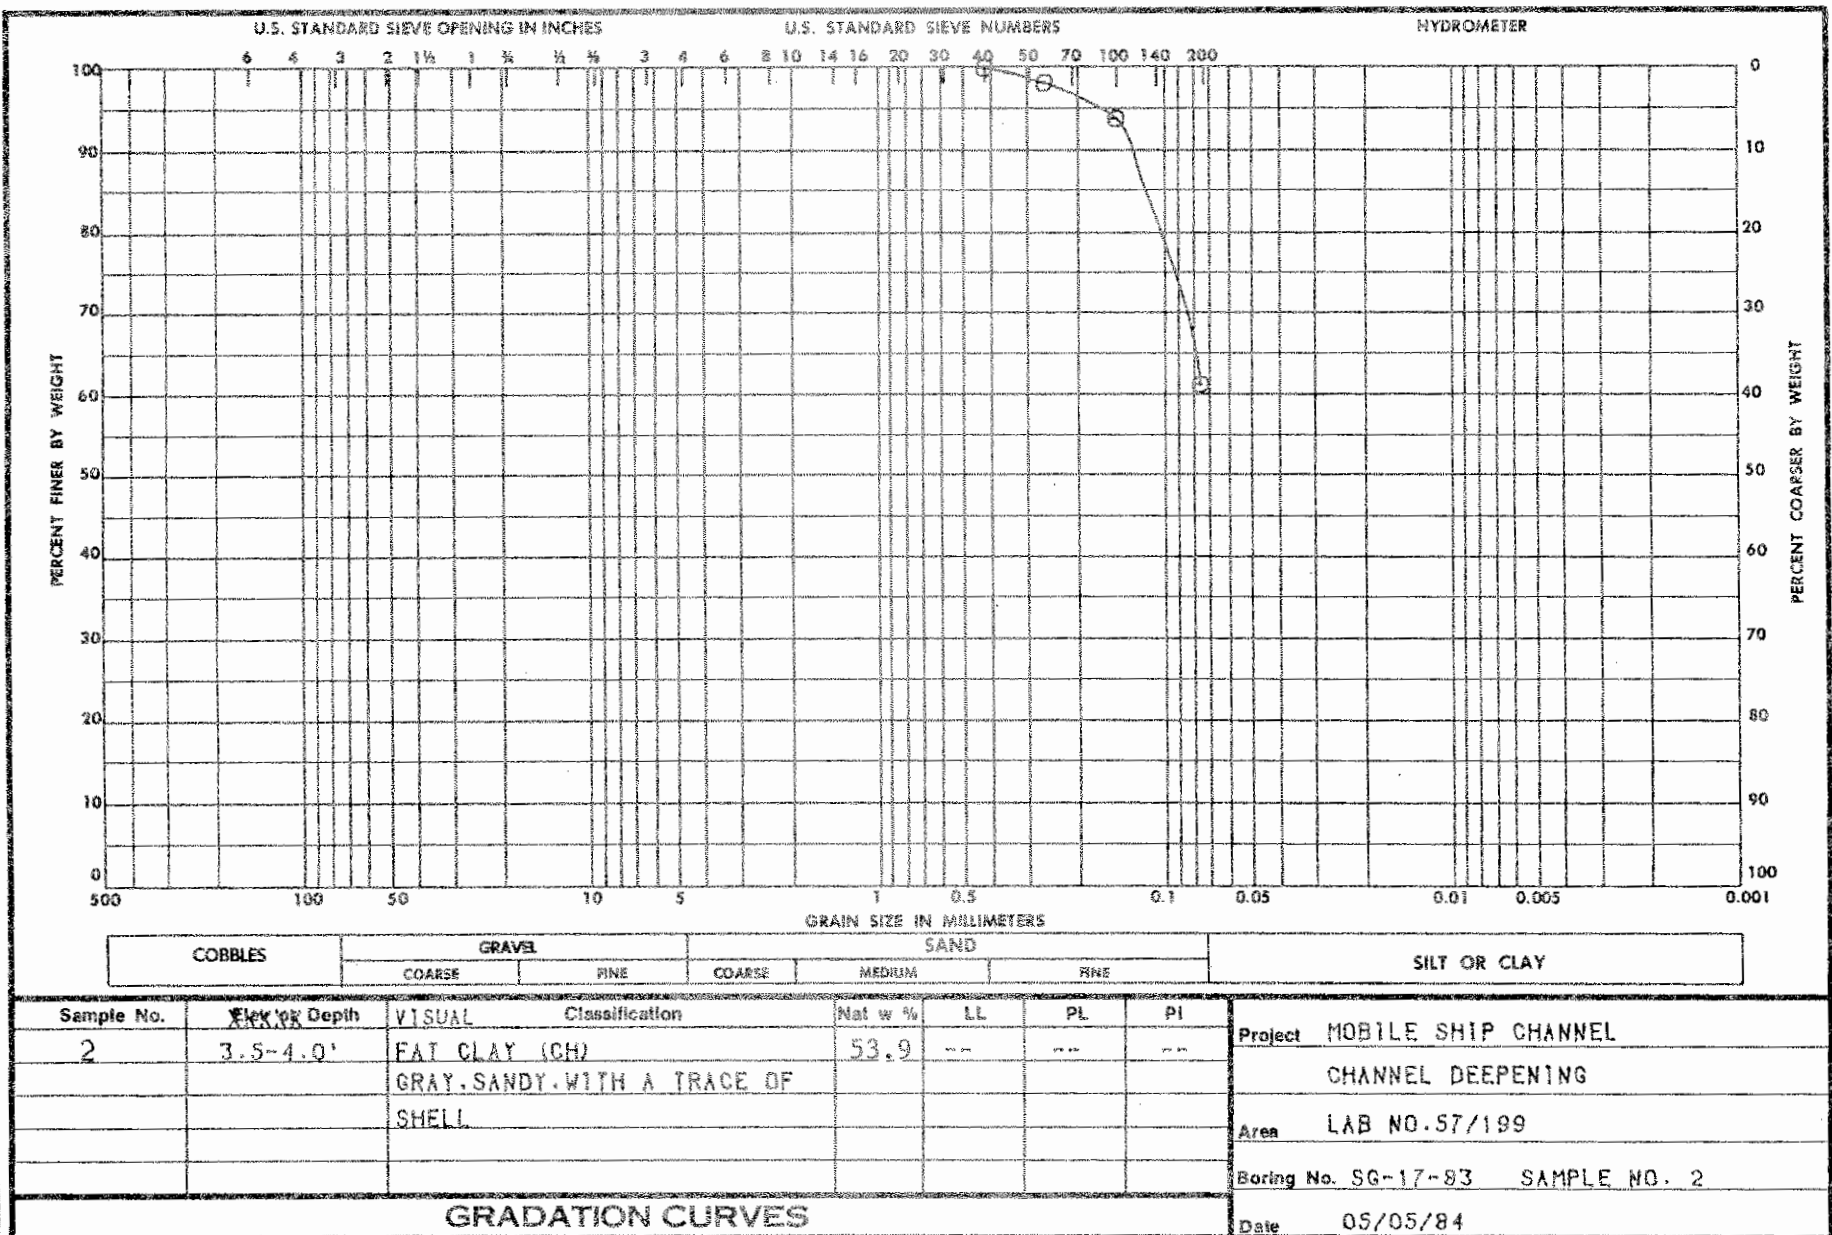 U.S. STANDARD SIEVE OPENING IN INCHES U.S. STANDARD SIEVE NUMBERS HYDROMETER
6 4 3 2 1½ 1 ¾ ½ ⅜ 3 4 6 8 10 14 16 20 30 40 50 70 100 140 200
100 0
90 10
80 20
70 30
60 40
50 50
40 60
30 70
20 80
10 90
0 100
PERCENT FINER BY WEIGHT
PERCENT COARSER BY WEIGHT
500 100 50 10 5 1 0.5 0.1 0.05 0.01 0.005 0.001
GRAIN SIZE IN MILLIMETERS
COBBLES GRAVEL SAND SILT OR CLAY
COARSE FINE COARSE MEDIUM FINE
Sample No. Elev or Depth VISUAL Classification Nat w % LL PL PI
2 3.5-4.0' FAT CLAY (CH) 53.9 -- -- --
GRAY,SANDY,WITH A TRACE OF
SHELL
Project MOBILE SHIP CHANNEL
CHANNEL DEEPENING
Area LAB NO.57/199
Boring No. SG-17-83 SAMPLE NO. 2
GRADATION CURVES
Date 05/05/84